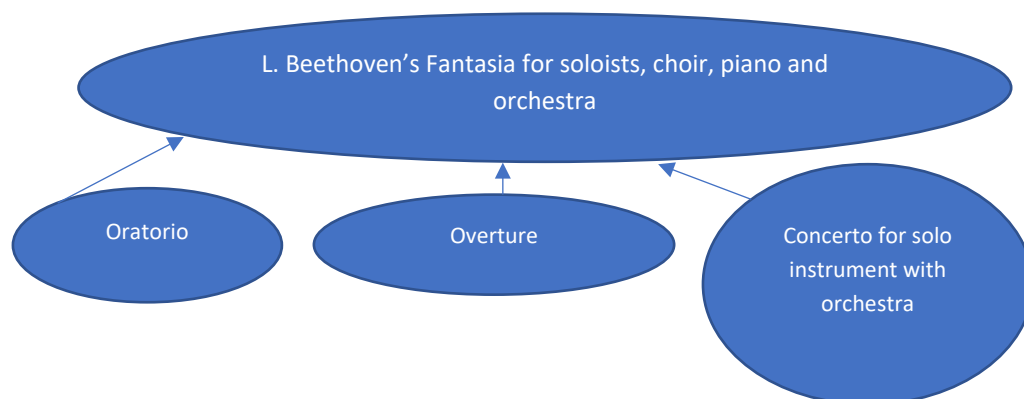 L. Beethoven’s Fantasia for soloists, choir, piano and
orchestra
Oratorio
Overture
Concerto for solo
instrument with
orchestra